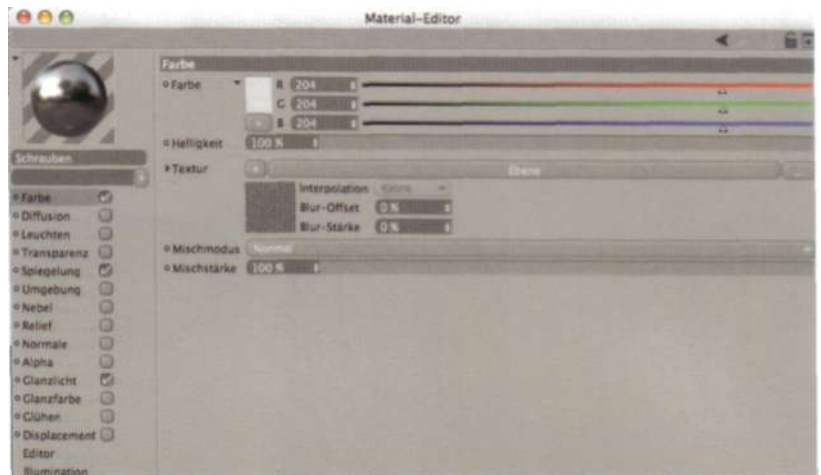 Material-Editor
Farbe
Farbe
R 204
G 204
B 204
Helligkeit 100 %
Textur Ebene
Interpolation Keine
Blur-Offset 0 %
Blur-Stärke 0 %
Mischmodus Normal
Mischstärke 100 %
Schrauben
Farbe
Diffusion
Leuchten
Transparenz
Spiegelung
Umgebung
Nebel
Relief
Normale
Alpha
Glanzlicht
Glanzfarbe
Glühen
Displacement
Editor
Illumination